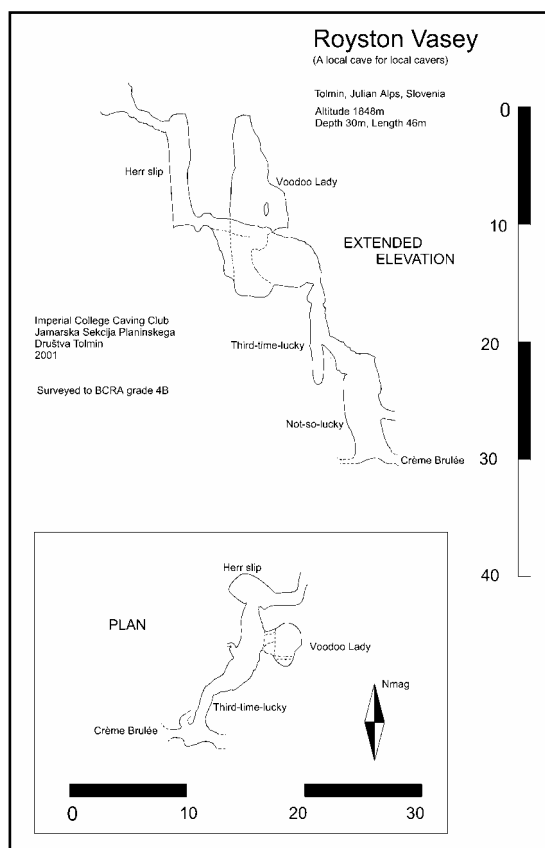 Royston Vasey
(A local cave for local cavers)
Tolmin, Julian Alps, Slovenia
Altitude 1848m
Depth 30m, Length 46m
0
Herr slip
Voodoo Lady
10
EXTENDED
ELEVATION
Imperial College Caving Club
Jamarska Sekcija Planinskega
Društva Tolmin
2001
Third-time-lucky
20
Surveyed to BCRA grade 4B
Not-so-lucky
30
Crème Brulée
40
Herr slip
PLAN
Voodoo Lady
Nmag
Third-time-lucky
Crème Brulée
0
10
20
30